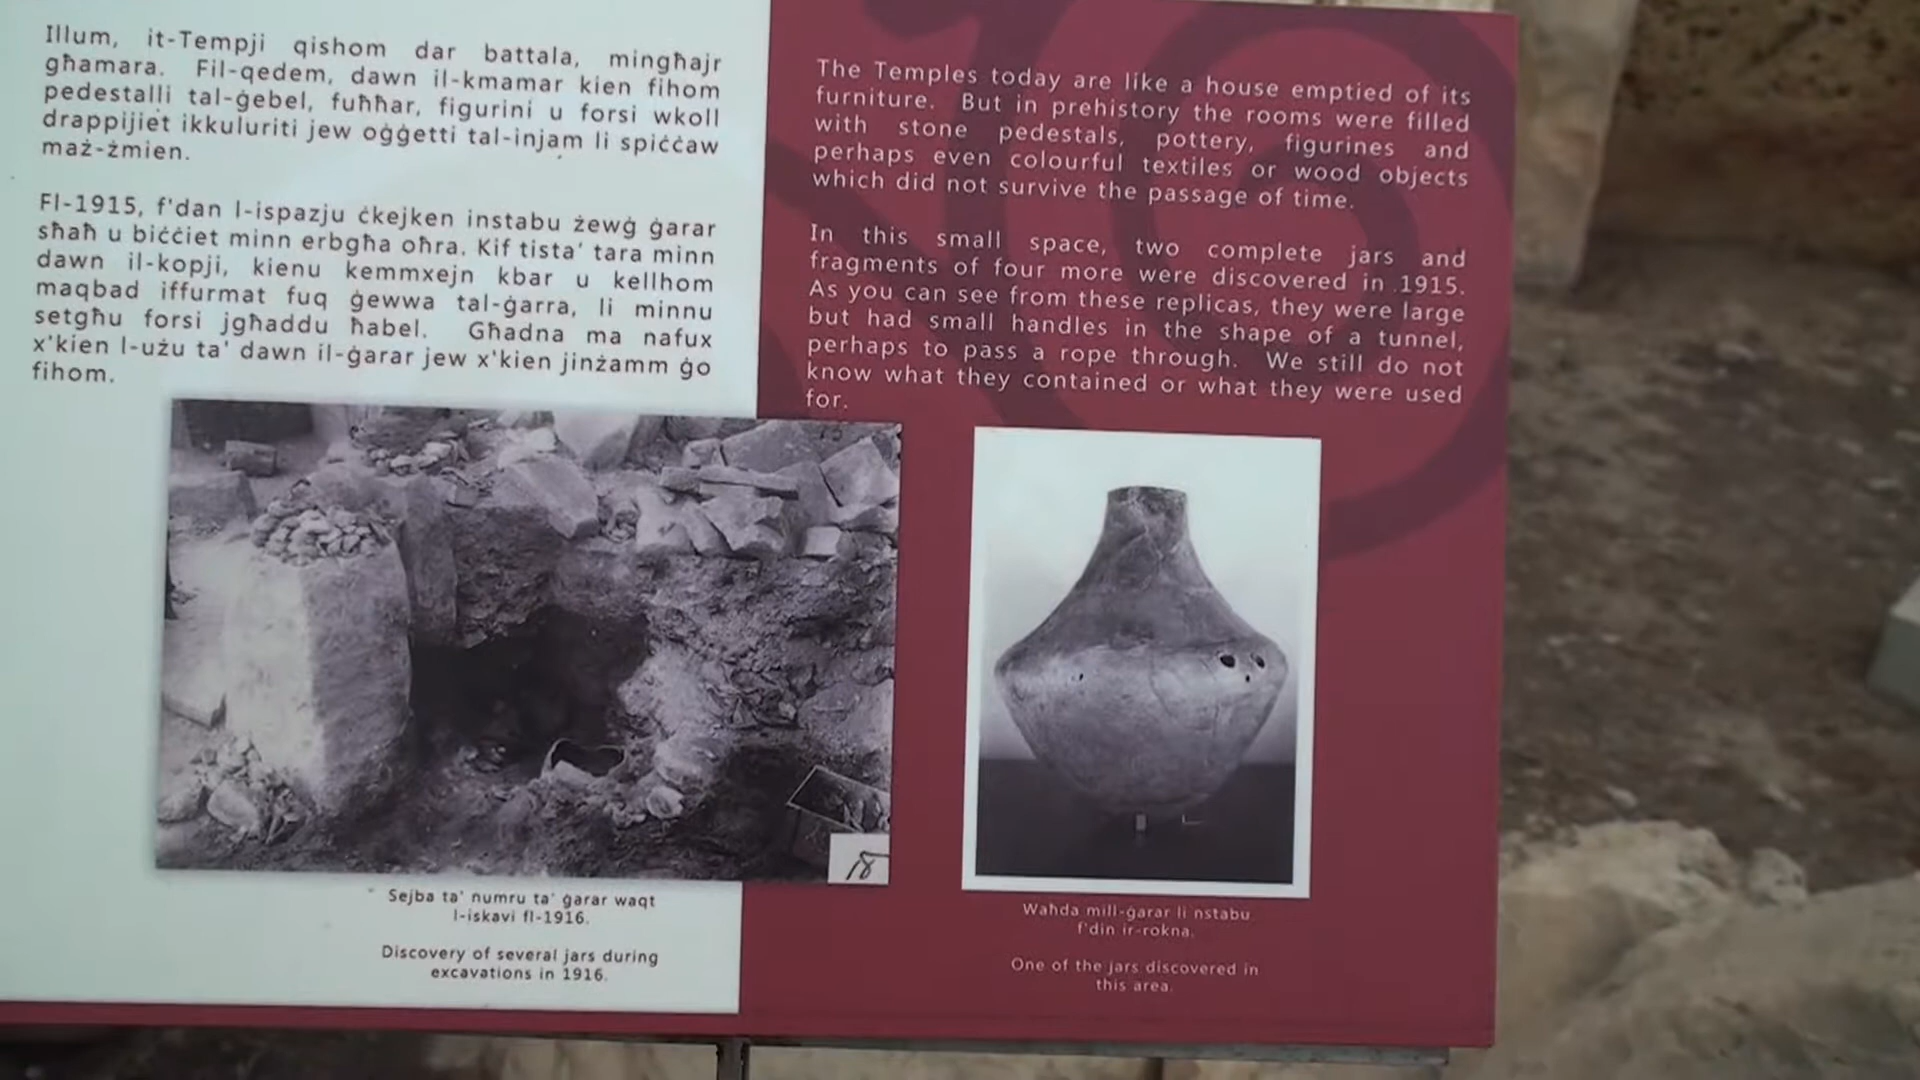 Illum, it-Tempji qishom dar battala, mingħajr
għamara. Fil-qedem, dawn il-kmamar kien fihom
pedestalli tal-ġebel, fuħħar, figurini u forsi wkoll
drappijiet ikkuluriti jew oġġetti tal-injam li spiċċaw
maż-żmien.
Fl-1915, f'dan l-ispazju ċkejken instabu żewġ ġarar
sħaħ u biċċiet minn erbgħa oħra. Kif tista' tara minn
dawn il-kopji, kienu kemmxejn kbar u kellhom
maqbad iffurmat fuq ġewwa tal-ġarra, li minnu
setgħu forsi jgħaddu ħabel. Għadna ma nafux
x'kien l-użu ta' dawn il-ġarar jew x'kien jinżamm ġo
fihom.
The Temples today are like a house emptied of its
furniture. But in prehistory the rooms were filled
with stone pedestals, pottery, figurines and
perhaps even colourful textiles or wood objects
which did not survive the passage of time.
In this small space, two complete jars and
fragments of four more were discovered in 1915.
As you can see from these replicas, they were large
but had small handles in the shape of a tunnel,
perhaps to pass a rope through. We still do not
know what they contained or what they were used
for.
18
Sejba ta' numru ta' ġarar waqt
l-iskavi fl-1916.
Discovery of several jars during
excavations in 1916.
Waħda mill-ġarar li nstabu
f'din ir-rokna.
One of the jars discovered in
this area.